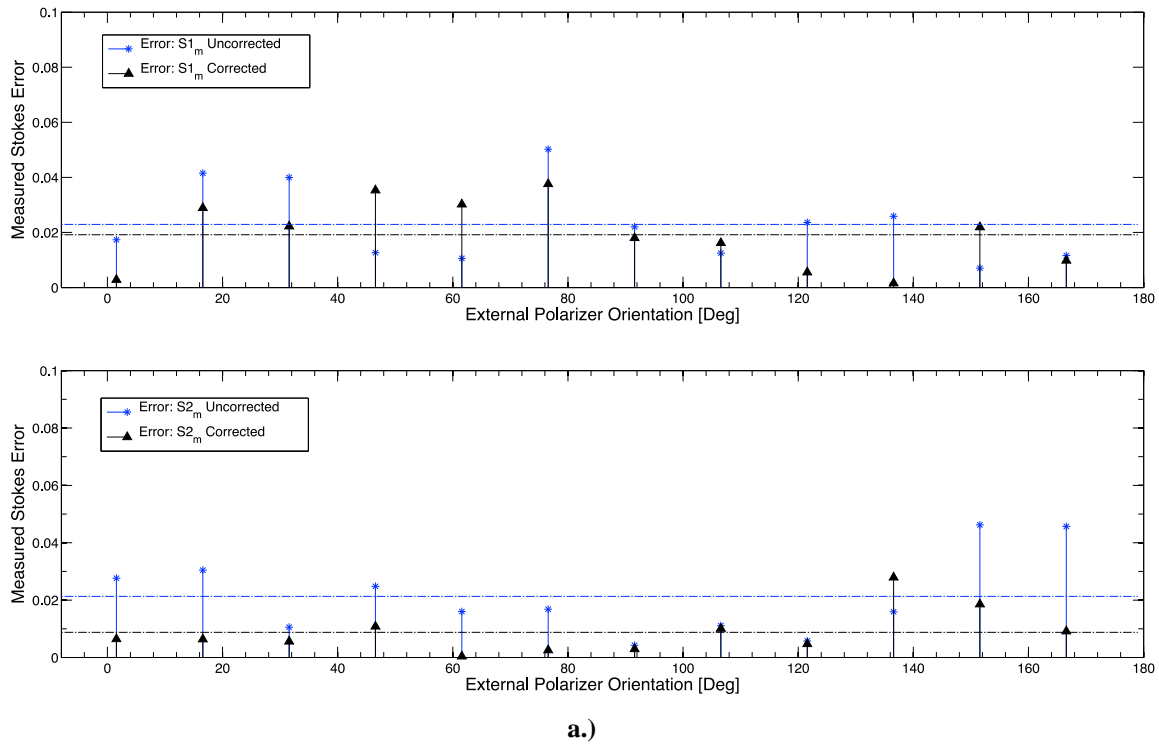 0.1
0.08
0.06
0.04
0.02
0
Measured Stokes Error
Error: S1m Uncorrected
Error: S1m Corrected
0 20 40 60 80 100 120 140 160 180
External Polarizer Orientation [Deg]
0.1
0.08
0.06
0.04
0.02
0
Measured Stokes Error
Error: S2m Uncorrected
Error: S2m Corrected
0 20 40 60 80 100 120 140 160 180
External Polarizer Orientation [Deg]
a.)